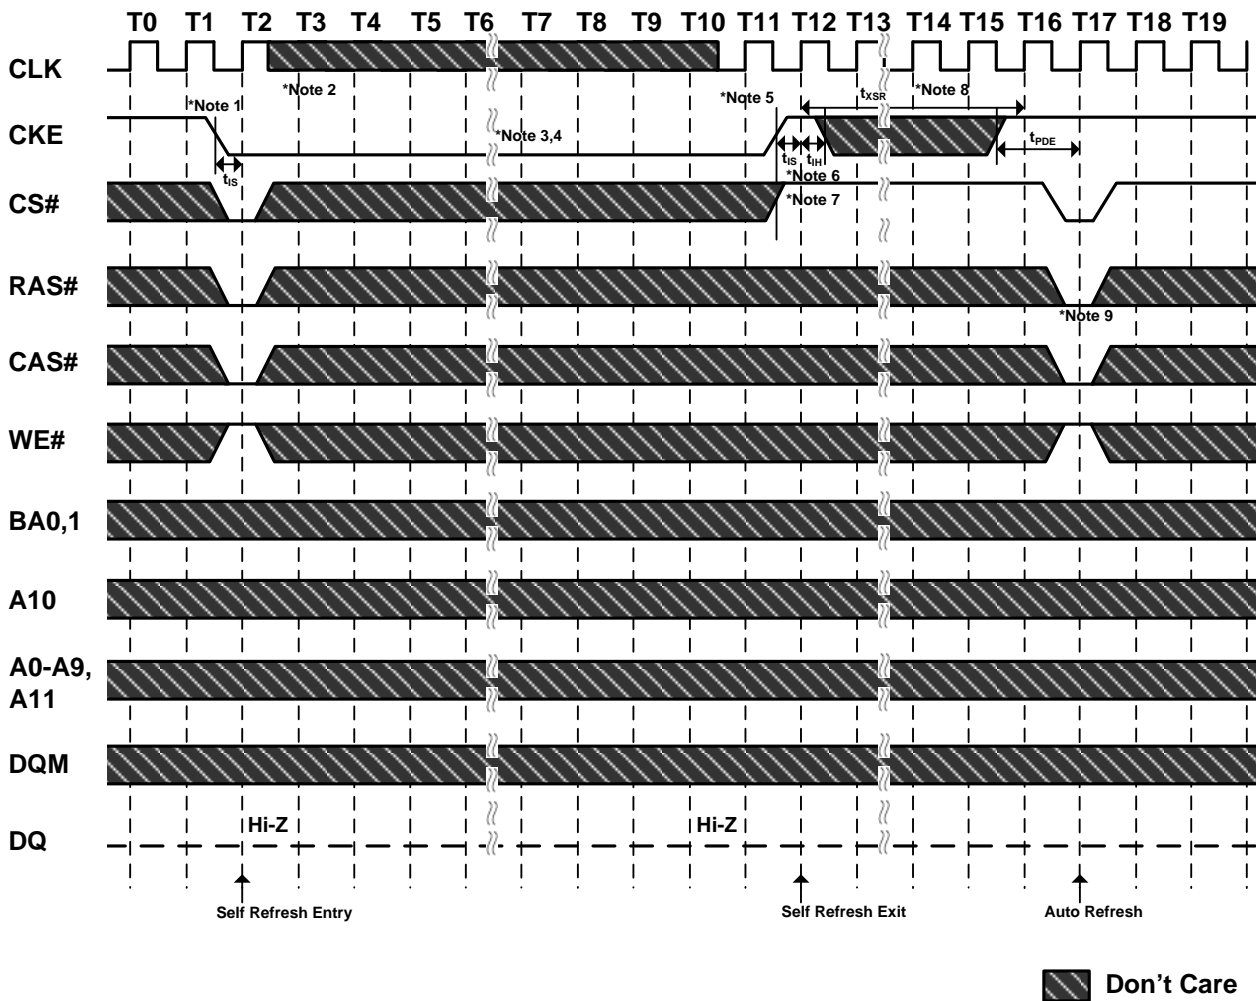 T0 T1 T2 T3 T4 T5 T6 T7 T8 T9 T10 T11 T12 T13 T14 T15 T16 T17 T18 T19
CLK
*Note 2
*Note 5
tXSR
*Note 8
*Note 1
CKE
*Note 3,4
tPDE
tIS
tIS
tIH
*Note 6
CS#
*Note 7
RAS#
*Note 9
CAS#
WE#
BA0,1
A10
A0-A9,
A11
DQM
Hi-Z
Hi-Z
DQ
Self Refresh Entry
Self Refresh Exit
Auto Refresh
Don't Care